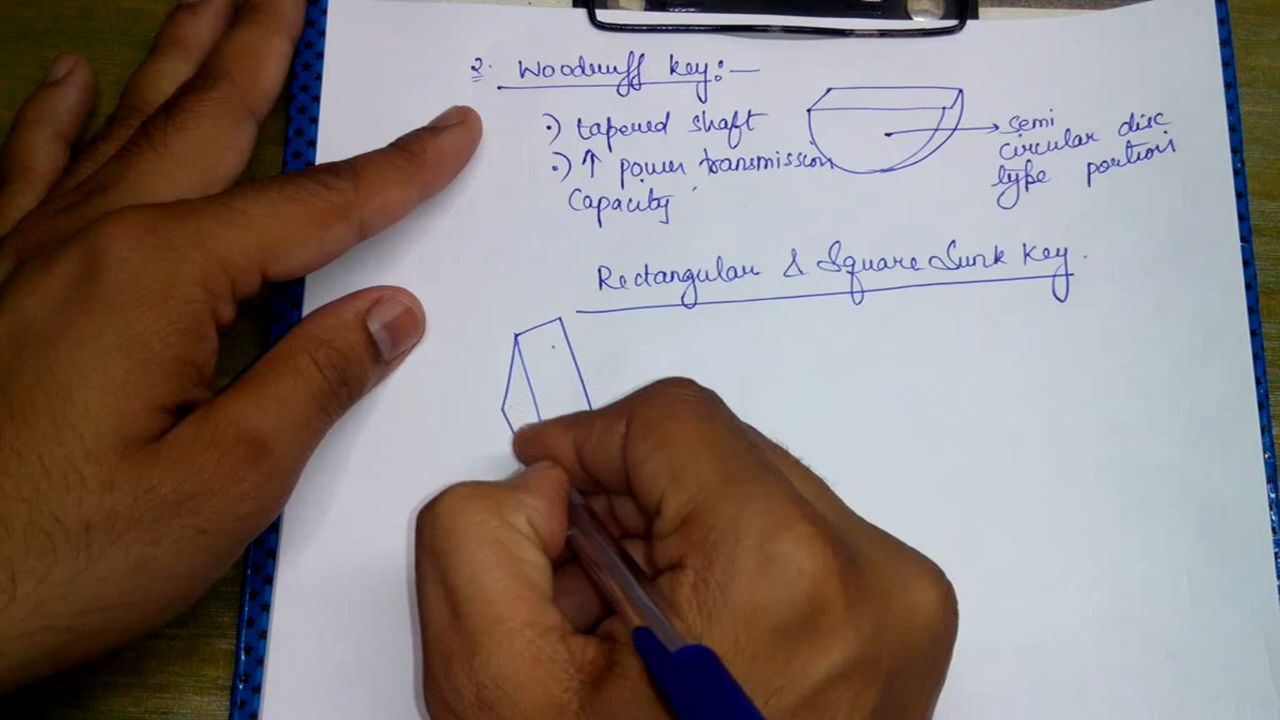 2. Woodruff key:-
.) tapered shaft
.) ↑ power transmission
capacity
semi
circular disc
type portion
Rectangular & Square Sunk Key.